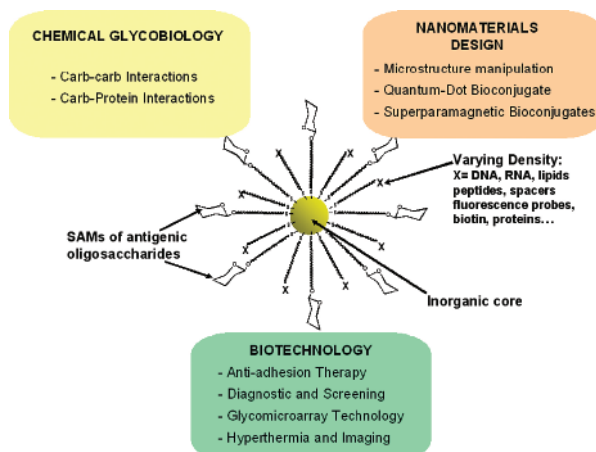 CHEMICAL GLYCOBIOLOGY
- Carb-carb Interactions
- Carb-Protein Interactions
NANOMATERIALS
DESIGN
- Microstructure manipulation
- Quantum-Dot Bioconjugate
- Superparamagnetic Bioconjugates
Varying Density:
X= DNA, RNA, lipids
peptides, spacers
fluorescence probes,
biotin, proteins...
SAMs of antigenic
oligosaccharides
Inorganic core
X
X
X
X
X
X
X
X
BIOTECHNOLOGY
- Anti-adhesion Therapy
- Diagnostic and Screening
- Glycomicroarray Technology
- Hyperthermia and Imaging